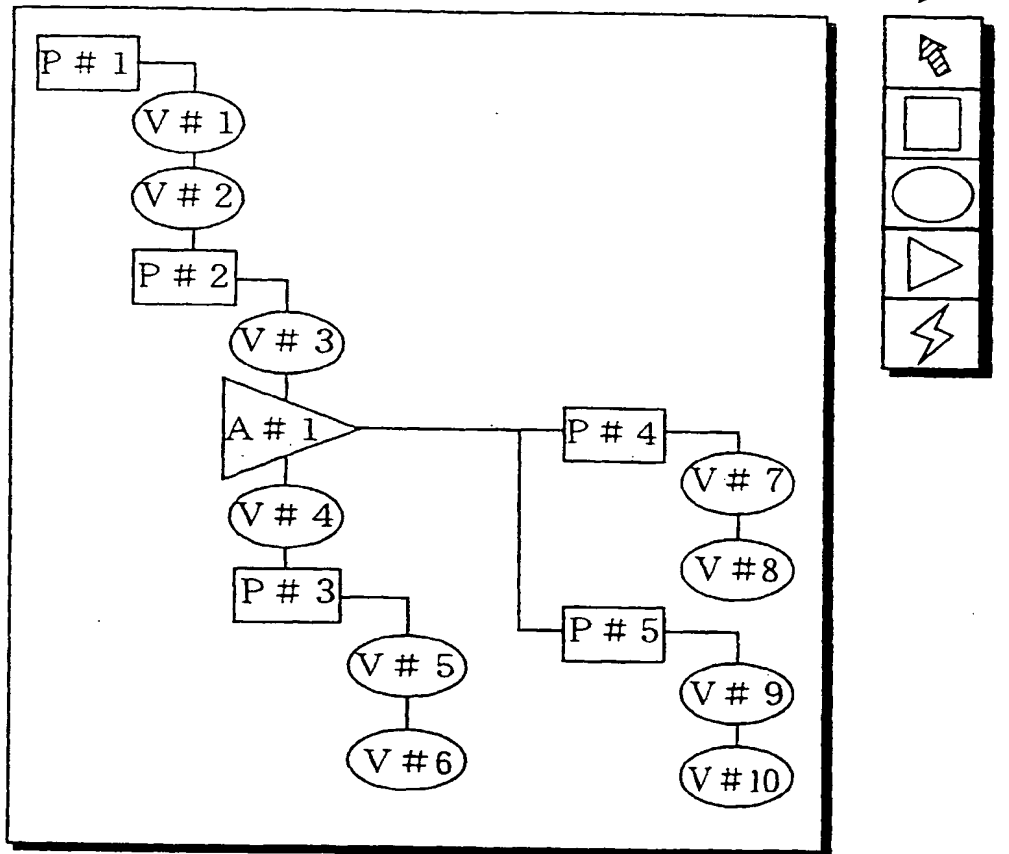 P # 1
V # 1
V # 2
P # 2
V # 3
A # 1
P # 4
V # 7
V # 4
V #8
P # 3
P # 5
V # 5
V # 9
V #6
V #10